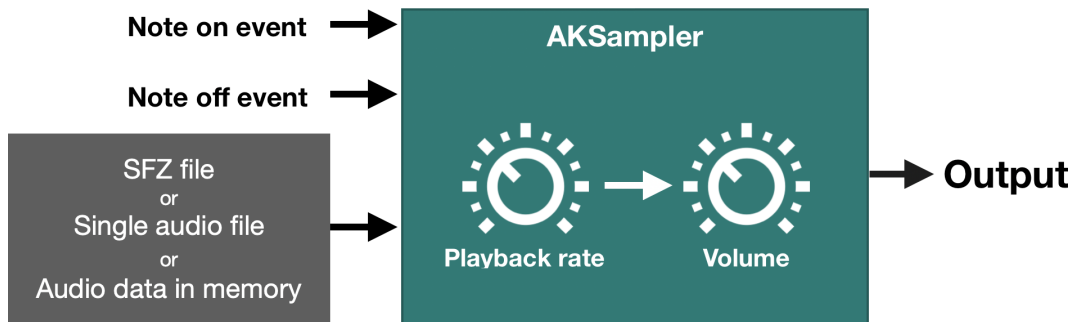 Note on event
Note off event
SFZ file
or
Single audio file
or
Audio data in memory
AKSampler
Playback rate
Volume
Output